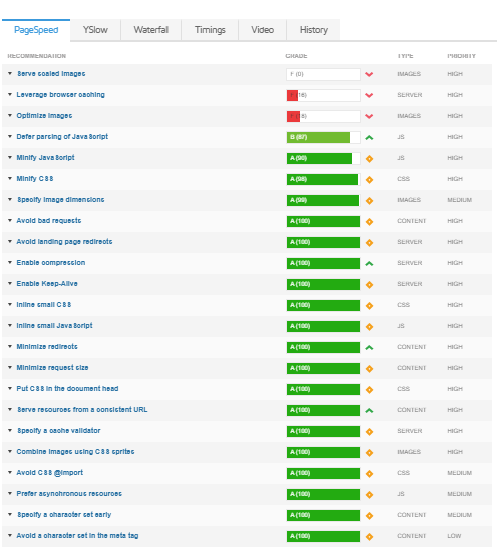 PageSpeed YSlow Waterfall Timings Video History
RECOMMENDATION GRADE TYPE PRIORITY
Serve scaled images F (0) IMAGES HIGH
Leverage browser caching F (16) SERVER HIGH
Optimize images IMAGES HIGH
Defer parsing of JavaScript B (87) JS HIGH
Minify JavaScript A (90) JS HIGH
Minify CSS A (98) CSS HIGH
Specify image dimensions A (99) IMAGES MEDIUM
Avoid bad requests A (100) CONTENT HIGH
Avoid landing page redirects A (100) SERVER HIGH
Enable compression A (100) SERVER HIGH
Enable Keep-Alive A (100) SERVER HIGH
Inline small CSS A (100) CSS HIGH
Inline small JavaScript A (100) JS HIGH
Minimize redirects A (100) CONTENT HIGH
Minimize request size A (100) CONTENT HIGH
Put CSS in the document head A (100) CSS HIGH
Serve resources from a consistent URL A (100) CONTENT HIGH
Specify a cache validator A (100) SERVER HIGH
Combine images using CSS sprites A (100) IMAGES HIGH
Avoid CSS @import A (100) CSS MEDIUM
Prefer asynchronous resources A (100) JS MEDIUM
Specify a character set early A (100) CONTENT MEDIUM
Avoid a character set in the meta tag A (100) CONTENT LOW